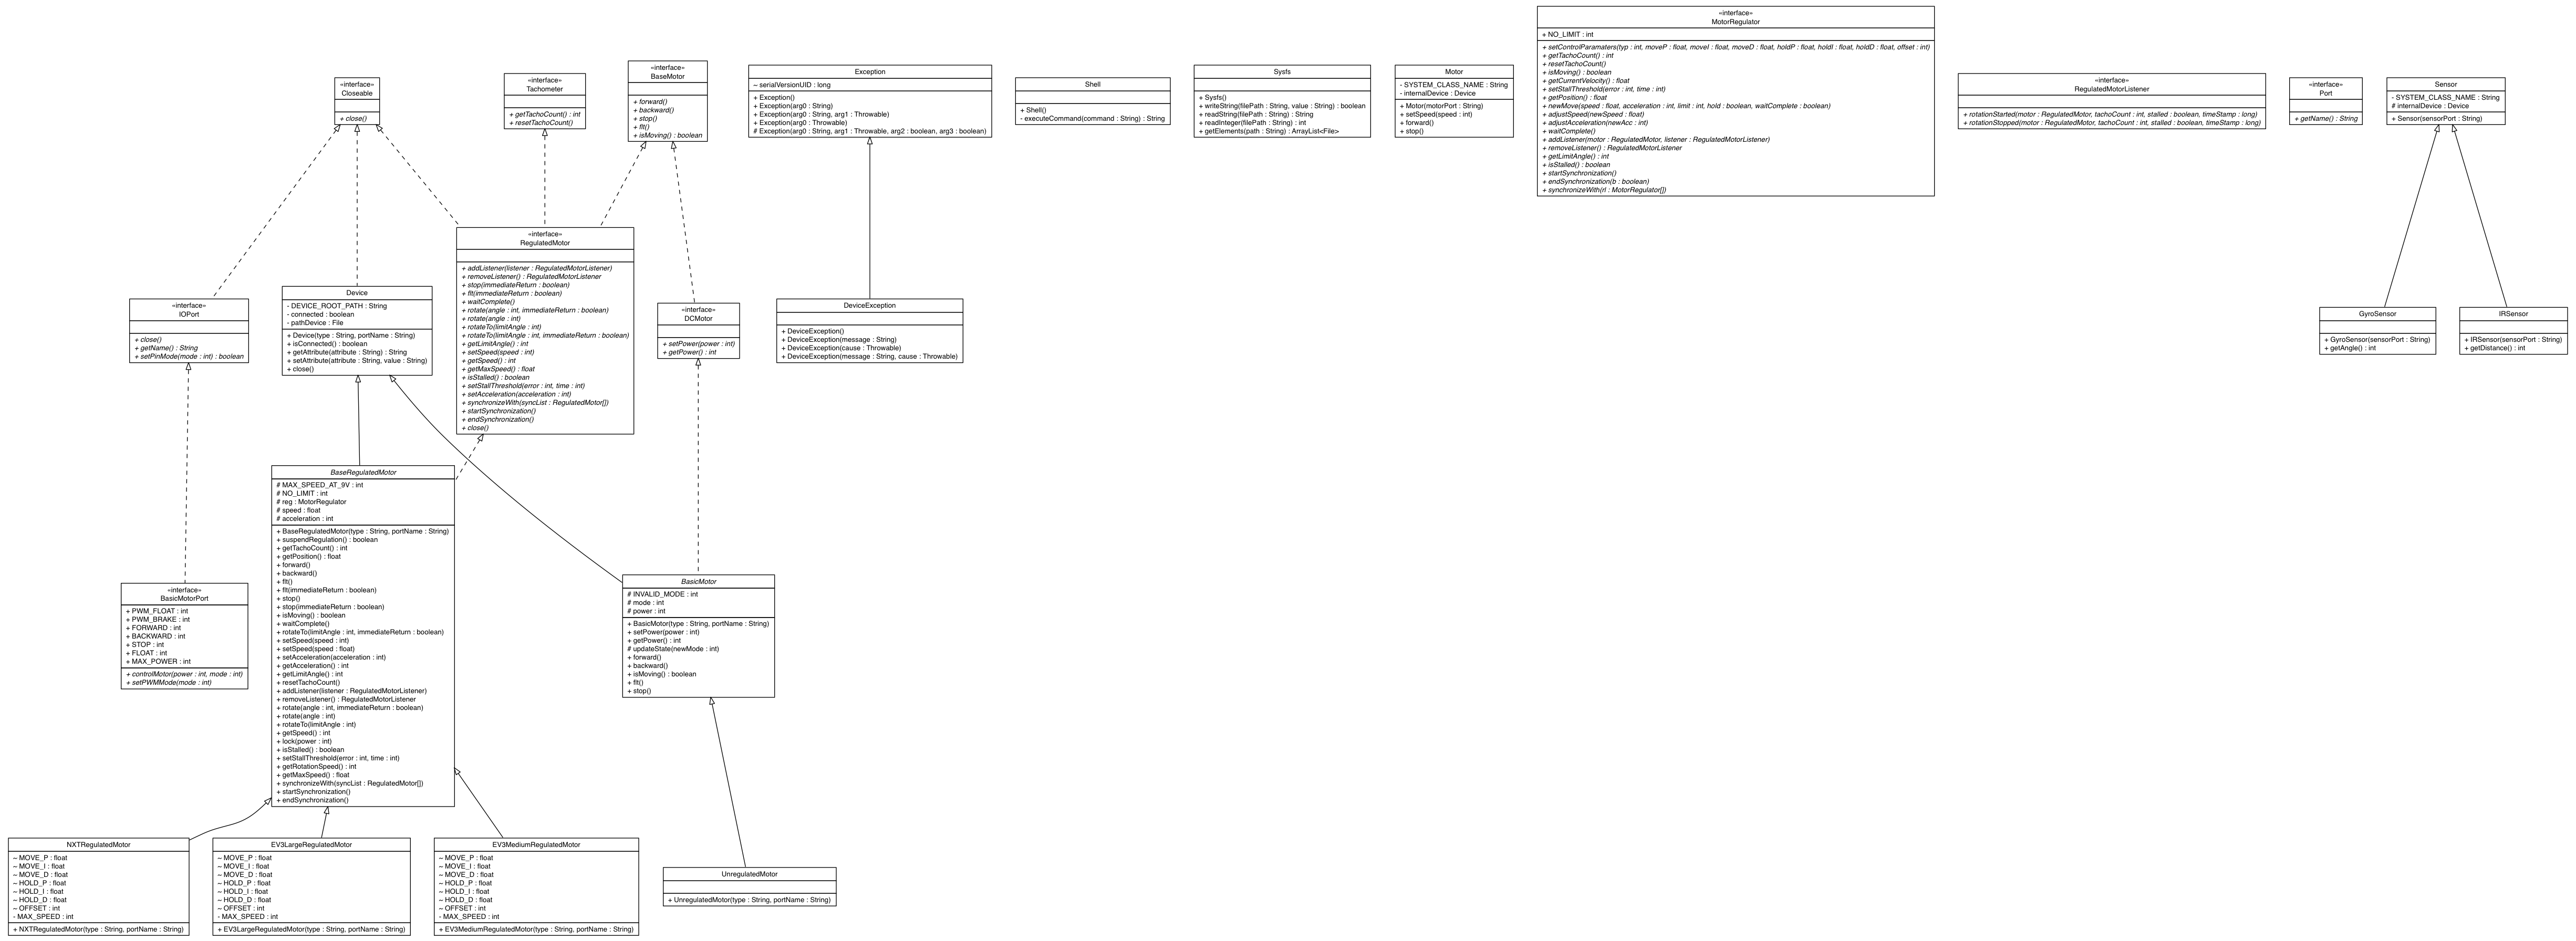 «interface»
Closeable
+ close()
«interface»
Tachometer
+ getTachoCount() : int
+ resetTachoCount()
«interface»
BaseMotor
+ forward()
+ backward()
+ stop()
+ flt()
+ isMoving() : boolean
Exception
~ serialVersionUID : long
+ Exception()
+ Exception(arg0 : String)
+ Exception(arg0 : String, arg1 : Throwable)
+ Exception(arg0 : Throwable)
# Exception(arg0 : String, arg1 : Throwable, arg2 : boolean, arg3 : boolean)
Shell
+ Shell()
- executeCommand(command : String) : String
Sysfs
+ Sysfs()
+ writeString(filePath : String, value : String) : boolean
+ readString(filePath : String) : String
+ readInteger(filePath : String) : int
+ getElements(path : String) : ArrayList<File>
Motor
- SYSTEM_CLASS_NAME : String
- internalDevice : Device
+ Motor(motorPort : String)
+ setSpeed(speed : int)
+ forward()
+ stop()
«interface»
MotorRegulator
+ NO_LIMIT : int
+ setControlParamaters(typ : int, moveP : float, moveI : float, moveD : float, holdP : float, holdI : float, holdD : float, offset : int)
+ getTachoCount() : int
+ resetTachoCount()
+ isMoving() : boolean
+ getCurrentVelocity() : float
+ setStallThreshold(error : int, time : int)
+ getPosition() : float
+ newMove(speed : float, acceleration : int, limit : int, hold : boolean, waitComplete : boolean)
+ adjustSpeed(newSpeed : float)
+ adjustAcceleration(newAcc : int)
+ waitComplete()
+ addListener(motor : RegulatedMotor, listener : RegulatedMotorListener)
+ removeListener() : RegulatedMotorListener
+ getLimitAngle() : int
+ isStalled() : boolean
+ startSynchronization()
+ endSynchronization(b : boolean)
+ synchronizeWith(rl : MotorRegulator[])
«interface»
RegulatedMotorListener
+ rotationStarted(motor : RegulatedMotor, tachoCount : int, stalled : boolean, timeStamp : long)
+ rotationStopped(motor : RegulatedMotor, tachoCount : int, stalled : boolean, timeStamp : long)
«interface»
Port
+ getName() : String
Sensor
- SYSTEM_CLASS_NAME : String
# internalDevice : Device
+ Sensor(sensorPort : String)
«interface»
IOPort
+ close()
+ getName() : String
+ setPinMode(mode : int) : boolean
Device
- DEVICE_ROOT_PATH : String
- connected : boolean
- pathDevice : File
+ Device(type : String, portName : String)
+ isConnected() : boolean
+ getAttribute(attribute : String) : String
+ setAttribute(attribute : String, value : String)
+ close()
«interface»
RegulatedMotor
+ addListener(listener : RegulatedMotorListener)
+ removeListener() : RegulatedMotorListener
+ stop(immediateReturn : boolean)
+ flt(immediateReturn : boolean)
+ waitComplete()
+ rotate(angle : int, immediateReturn : boolean)
+ rotate(angle : int)
+ rotateTo(limitAngle : int)
+ rotateTo(limitAngle : int, immediateReturn : boolean)
+ getLimitAngle() : int
+ setSpeed(speed : int)
+ getSpeed() : int
+ getMaxSpeed() : float
+ isStalled() : boolean
+ setStallThreshold(error : int, time : int)
+ setAcceleration(acceleration : int)
+ synchronizeWith(syncList : RegulatedMotor[])
+ startSynchronization()
+ endSynchronization()
+ close()
«interface»
DCMotor
+ setPower(power : int)
+ getPower() : int
DeviceException
+ DeviceException()
+ DeviceException(message : String)
+ DeviceException(cause : Throwable)
+ DeviceException(message : String, cause : Throwable)
GyroSensor
+ GyroSensor(sensorPort : String)
+ getAngle() : int
IRSensor
+ IRSensor(sensorPort : String)
+ getDistance() : int
BaseRegulatedMotor
# MAX_SPEED_AT_9V : int
# NO_LIMIT : int
# reg : MotorRegulator
# speed : float
# acceleration : int
+ BaseRegulatedMotor(type : String, portName : String)
+ suspendRegulation() : boolean
+ getTachoCount() : int
+ getPosition() : float
+ forward()
+ backward()
+ flt()
+ flt(immediateReturn : boolean)
+ stop()
+ stop(immediateReturn : boolean)
+ isMoving() : boolean
+ waitComplete()
+ rotateTo(limitAngle : int, immediateReturn : boolean)
+ setSpeed(speed : int)
+ setSpeed(speed : float)
+ setAcceleration(acceleration : int)
+ getAcceleration() : int
+ getLimitAngle() : int
+ resetTachoCount()
+ addListener(listener : RegulatedMotorListener)
+ removeListener() : RegulatedMotorListener
+ rotate(angle : int, immediateReturn : boolean)
+ rotate(angle : int)
+ rotateTo(limitAngle : int)
+ getSpeed() : int
+ lock(power : int)
+ isStalled() : boolean
+ setStallThreshold(error : int, time : int)
+ getRotationSpeed() : int
+ getMaxSpeed() : float
+ synchronizeWith(syncList : RegulatedMotor[])
+ startSynchronization()
+ endSynchronization()
«interface»
BasicMotorPort
+ PWM_FLOAT : int
+ PWM_BRAKE : int
+ FORWARD : int
+ BACKWARD : int
+ STOP : int
+ FLOAT : int
+ MAX_POWER : int
+ controlMotor(power : int, mode : int)
+ setPWMMode(mode : int)
BasicMotor
# INVALID_MODE : int
# mode : int
# power : int
+ BasicMotor(type : String, portName : String)
+ setPower(power : int)
+ getPower() : int
# updateState(newMode : int)
+ forward()
+ backward()
+ isMoving() : boolean
+ flt()
+ stop()
NXTRegulatedMotor
~ MOVE_P : float
~ MOVE_I : float
~ MOVE_D : float
~ HOLD_P : float
~ HOLD_I : float
~ HOLD_D : float
~ OFFSET : int
- MAX_SPEED : int
+ NXTRegulatedMotor(type : String, portName : String)
EV3LargeRegulatedMotor
~ MOVE_P : float
~ MOVE_I : float
~ MOVE_D : float
~ HOLD_P : float
~ HOLD_I : float
~ HOLD_D : float
~ OFFSET : int
- MAX_SPEED : int
+ EV3LargeRegulatedMotor(type : String, portName : String)
EV3MediumRegulatedMotor
~ MOVE_P : float
~ MOVE_I : float
~ MOVE_D : float
~ HOLD_P : float
~ HOLD_I : float
~ HOLD_D : float
~ OFFSET : int
- MAX_SPEED : int
+ EV3MediumRegulatedMotor(type : String, portName : String)
UnregulatedMotor
+ UnregulatedMotor(type : String, portName : String)